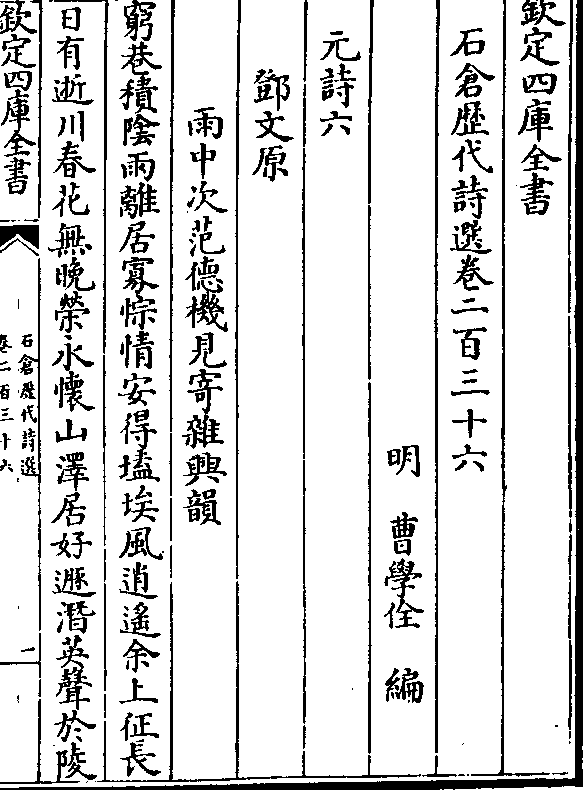 欽定四庫全書
石倉歴代詩選卷二百三十六
明 曹學佺 編
元詩六
鄧文原
雨中次范德機見寄雜興韻
窮巷積陰雨離居寡悰情安得壒埃風逍遙余上征長
日有逝川春花無晚榮永懷山澤居好遯潛英聲於陵
欽定四庫全書
石倉歴代詩選
卷二百三十六
一